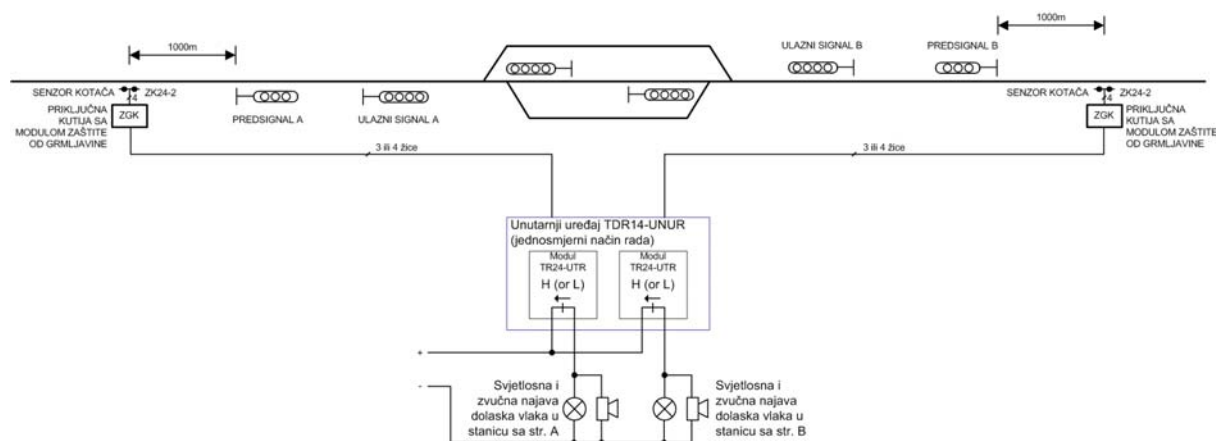 1000m
1000m
ULAZNI SIGNAL B
PREDSIGNAL B
SENZOR KOTAČA
ZK24-2
4
ZGK
PRIKLJUČNA
KUTIJA SA
MODULOM ZAŠTITE
OD GRMLJAVINE
PREDSIGNAL A
ULAZNI SIGNAL A
SENZOR KOTAČA
ZK24-2
4
ZGK
PRIKLJUČNA
KUTIJA SA
MODULOM ZAŠTITE
OD GRMLJAVINE
3 ili 4 žice
3 ili 4 žice
Unutarnji uređaj TDR14-UNUR
(jednosmjerni način rada)
Modul
TR24-UTR
H (or L)
Modul
TR24-UTR
H (or L)
+
-
Svjetlosna i
zvučna najava
dolaska vlaka u
stanicu sa str. A
Svjetlosna i
zvučna najava
dolaska vlaka u
stanicu sa str. B